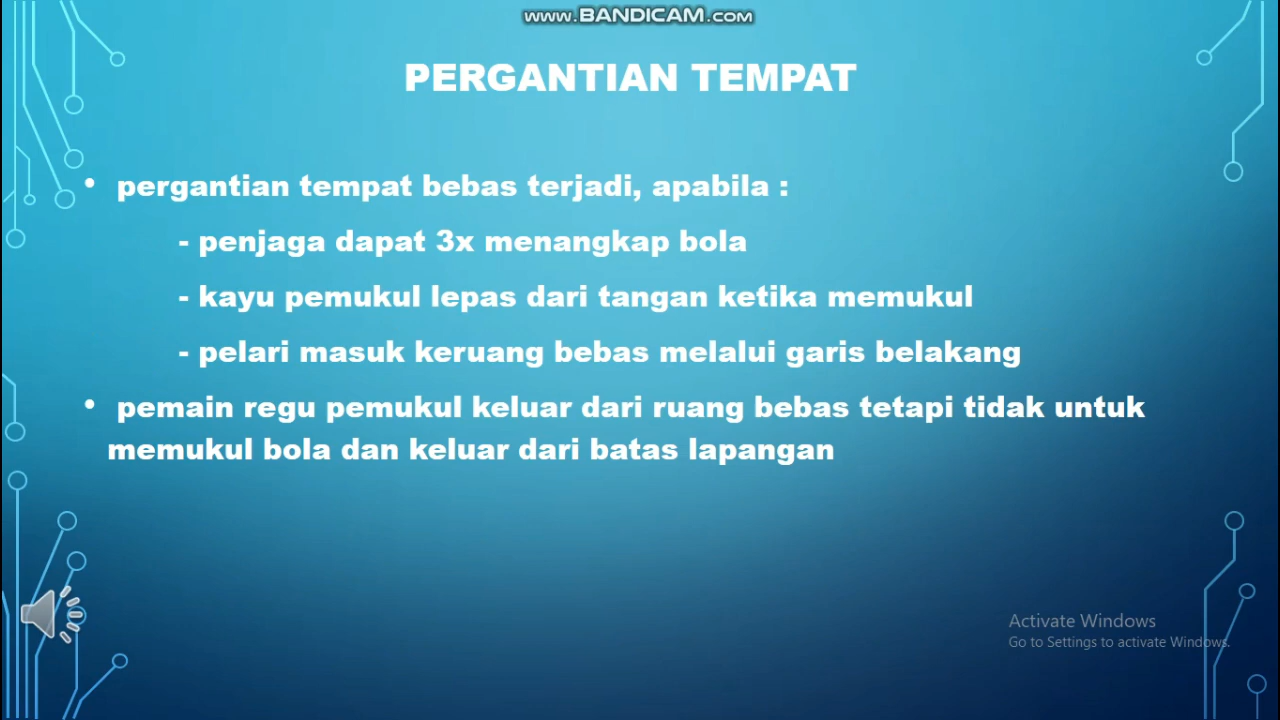 www.BANDICAM.com
PERGANTIAN TEMPAT
• pergantian tempat bebas terjadi, apabila :
- penjaga dapat 3x menangkap bola
- kayu pemukul lepas dari tangan ketika memukul
- pelari masuk keruang bebas melalui garis belakang
• pemain regu pemukul keluar dari ruang bebas tetapi tidak untuk
memukul bola dan keluar dari batas lapangan
Activate Windows
Go to Settings to activate Windows.